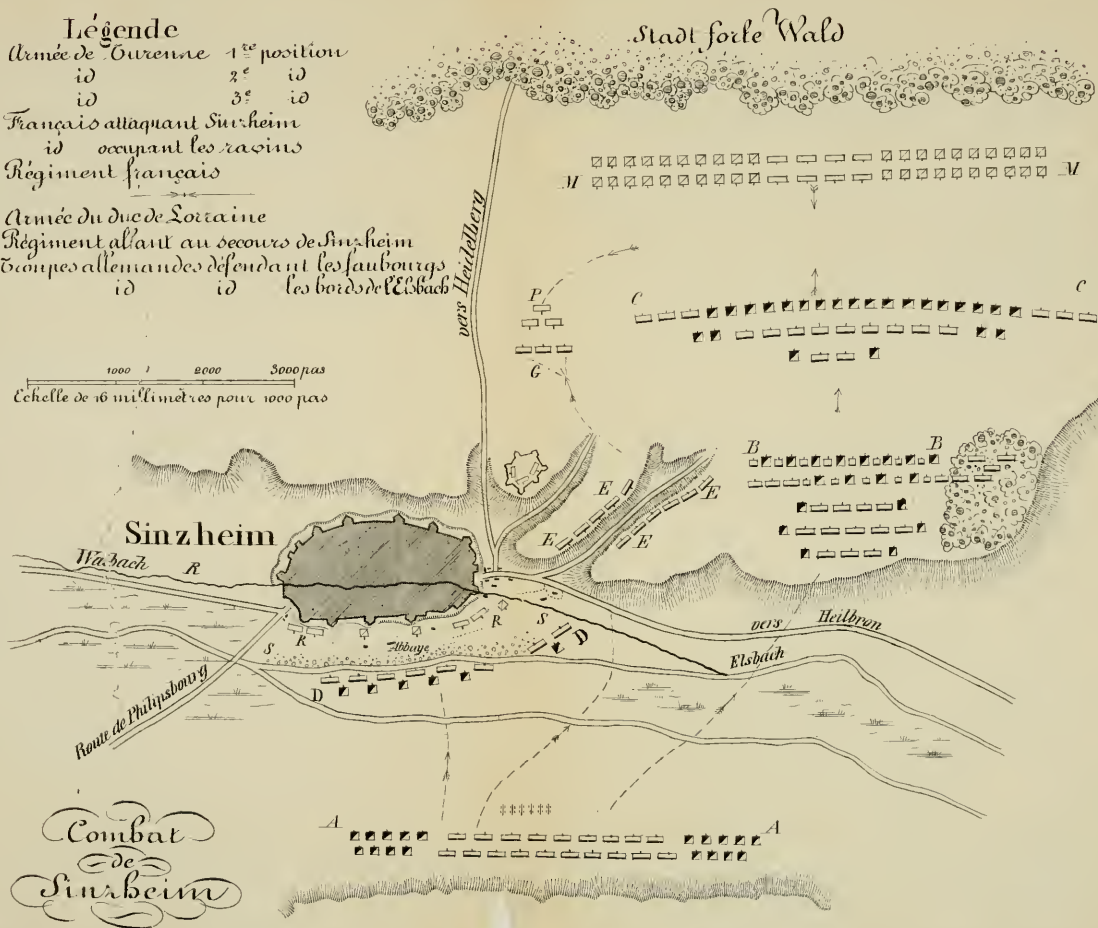 Légende
Armée de Turenne 1re position
id 2e id
id 3e id
Français attaquant Sinzheim
id occupant les ravins
Régiment français
Armée du duc de Lorraine
Régiment allant au secours de Sinzheim
Troupes allemandes défendant les faubourgs
id id les bords de l'Elsbach
1000 2000 3000 pas
Echelle de 16 millimètres pour 1000 pas
Stadt forle Wald
M M
vers Heidelberg
P
C C
G
B B
E E
E E
Sinzheim
Wabach R
S R Abbaye R S D
D
vers Heilbron
Elsbach
Route de Philipsbourg
A A
Combat
de
Sinzheim